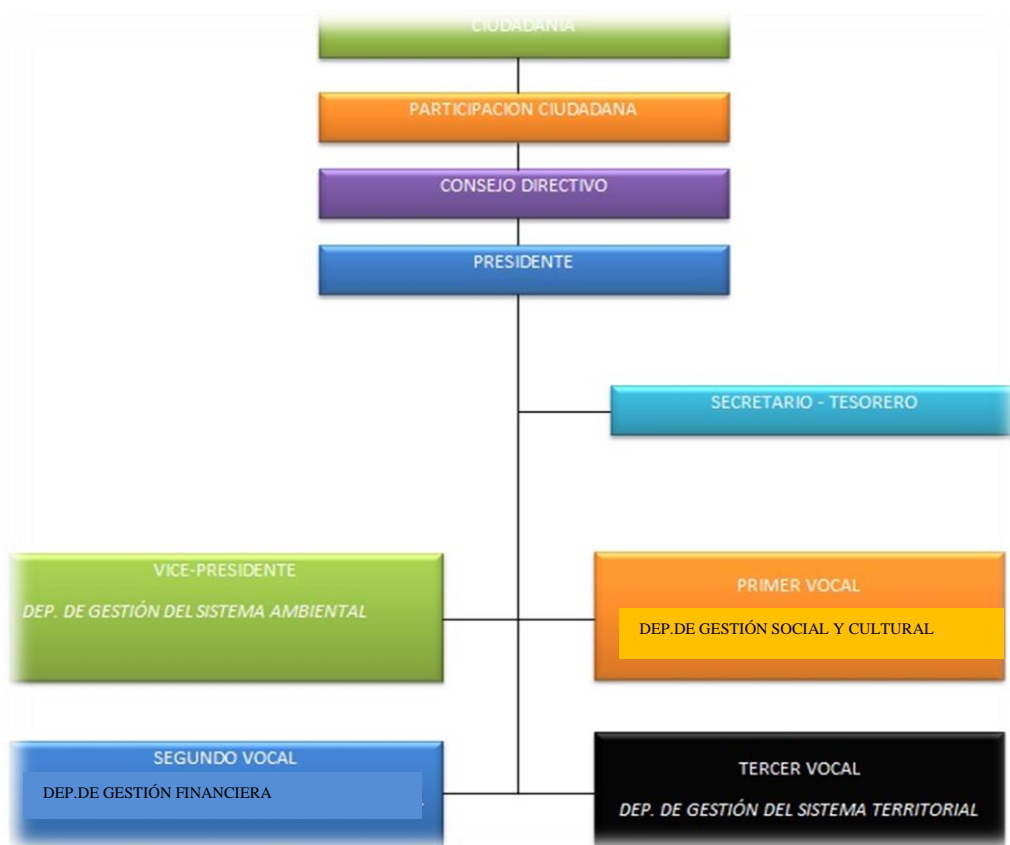 CIUDADANIA
PARTICIPACION CIUDADANA
CONSEJO DIRECTIVO
PRESIDENTE
SECRETARIO - TESORERO
VICE-PRESIDENTE
DEP. DE GESTIÓN DEL SISTEMA AMBIENTAL
PRIMER VOCAL
DEP.DE GESTIÓN SOCIAL Y CULTURAL
SEGUNDO VOCAL
DEP.DE GESTIÓN FINANCIERA
TERCER VOCAL
DEP. DE GESTIÓN DEL SISTEMA TERRITORIAL